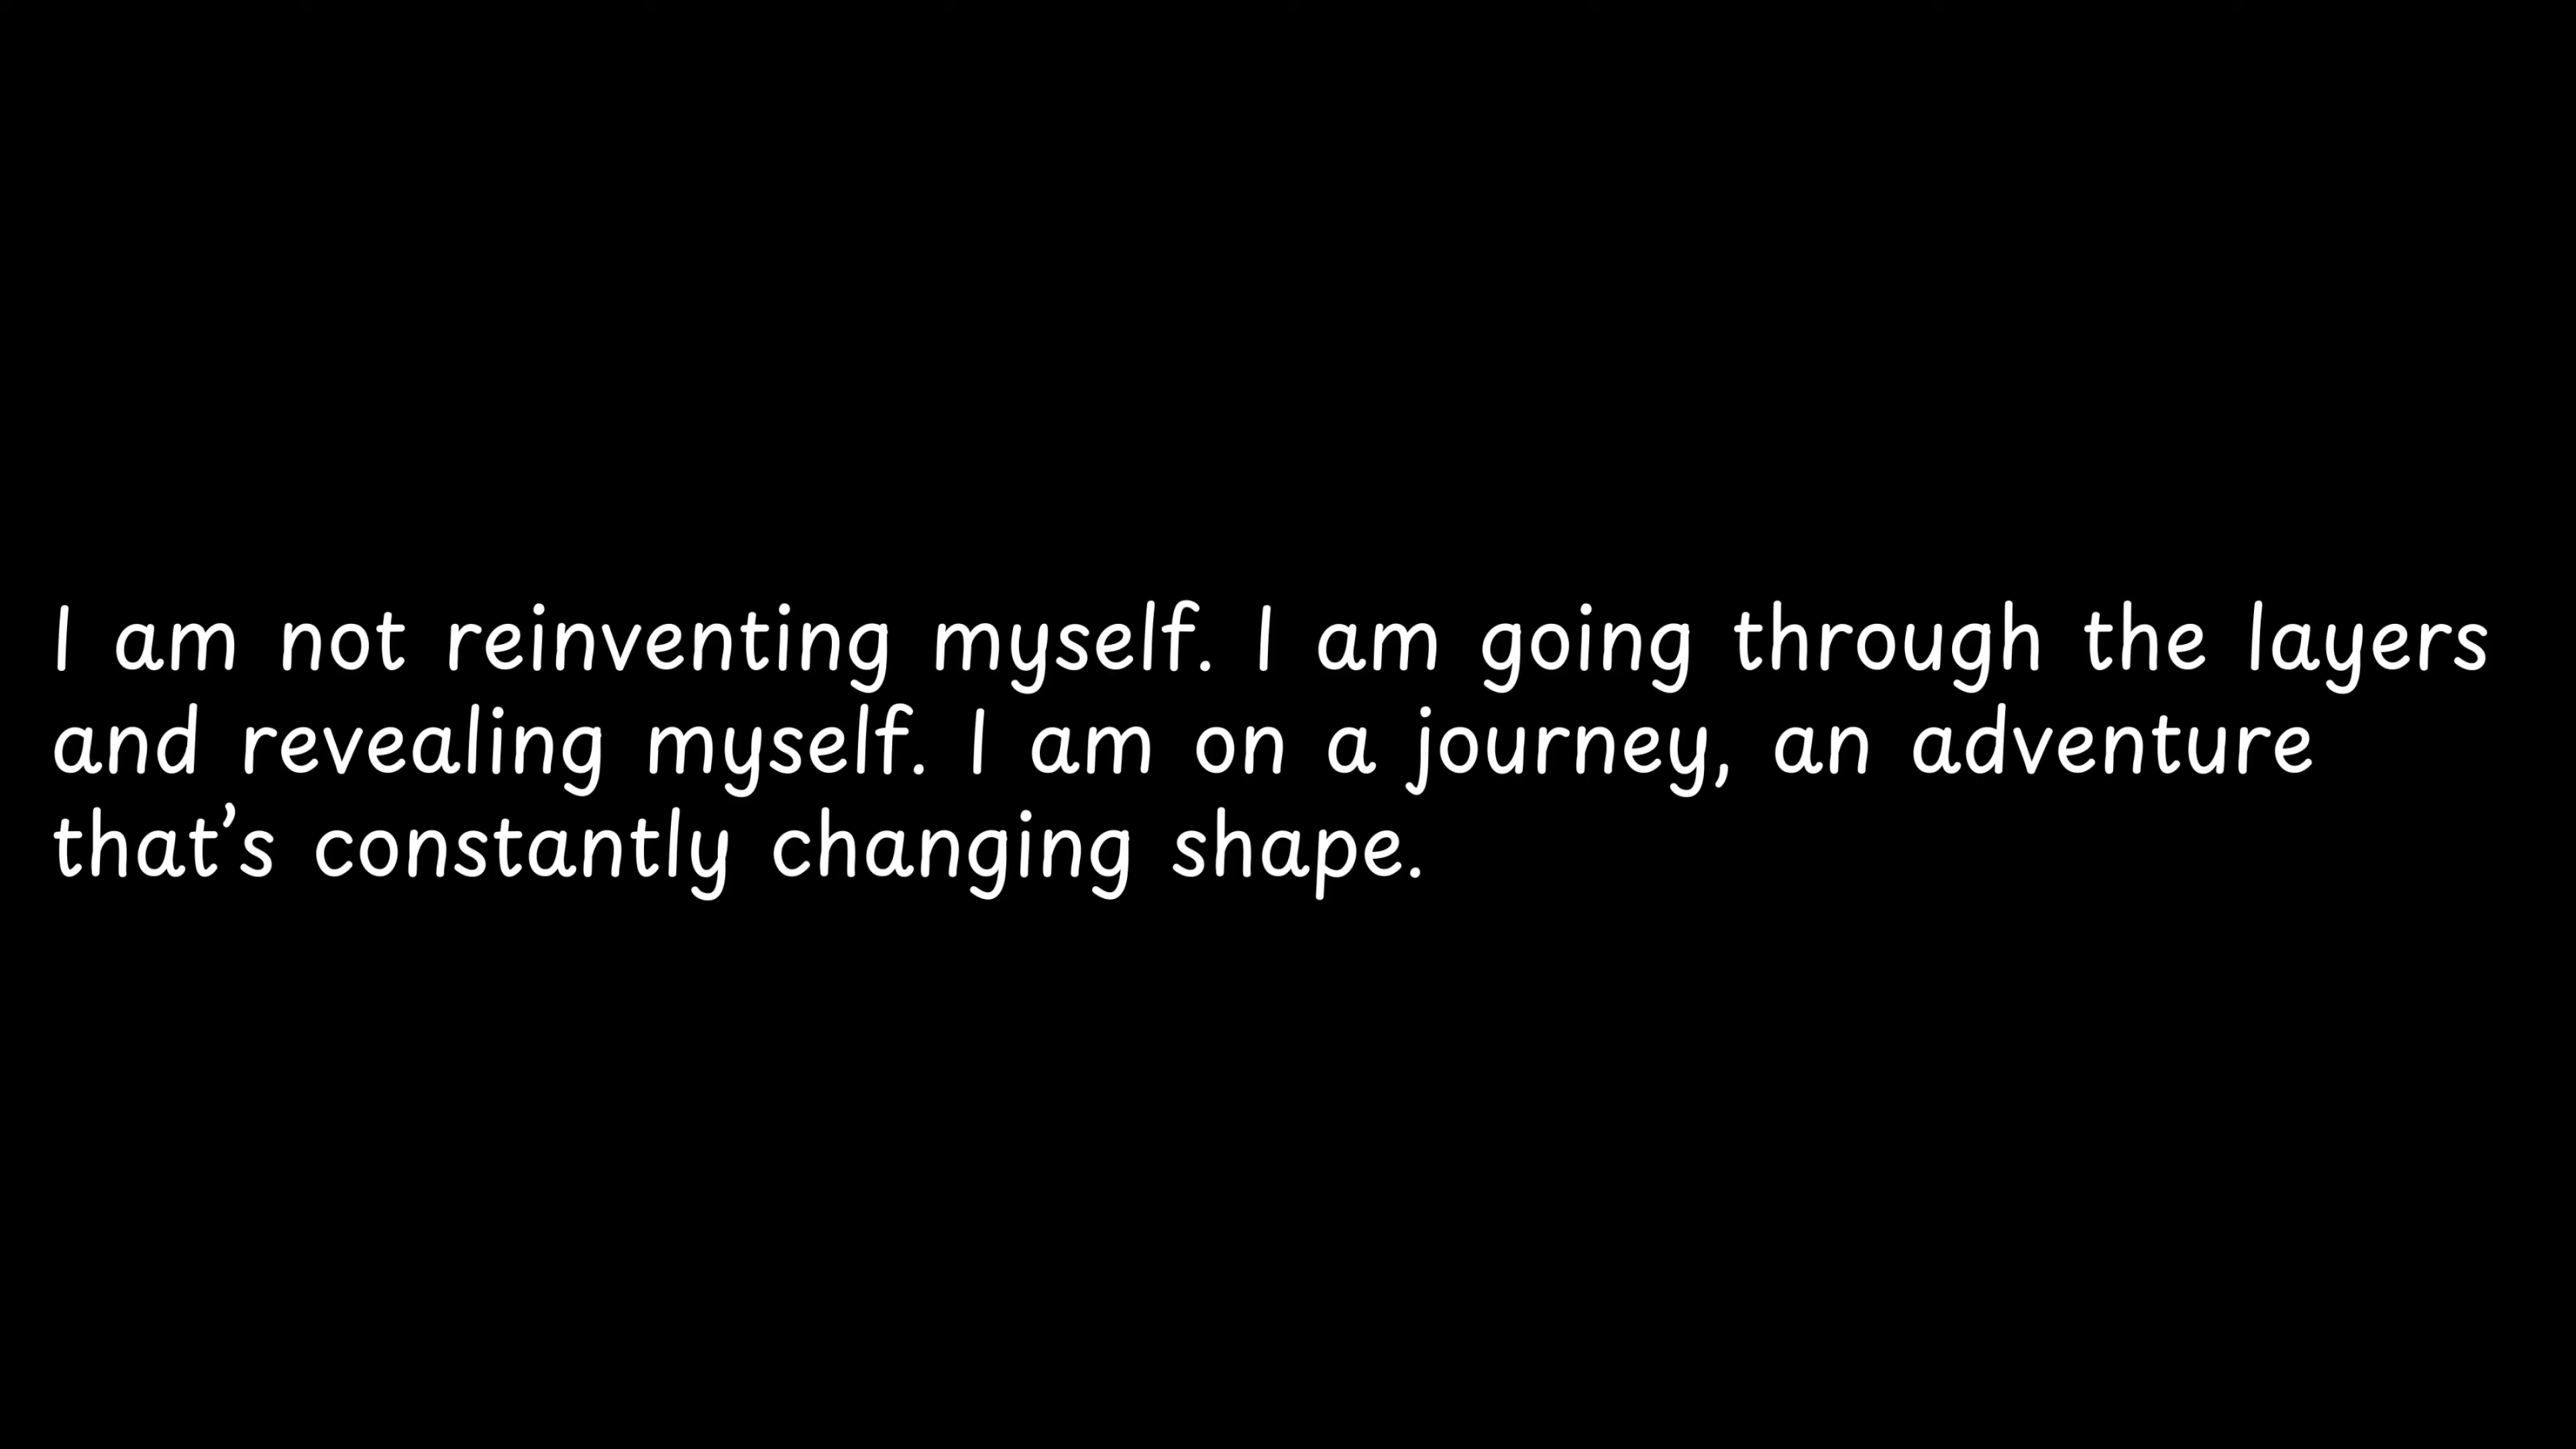 I am not reinventing myself. I am going through the layers
and revealing myself. I am on a journey, an adventure
that’s constantly changing shape.